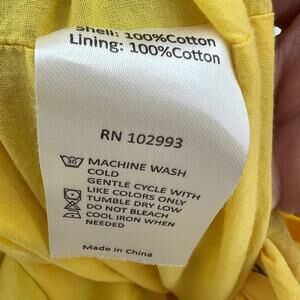 Shell: 100%Cotton
Lining: 100%Cotton
RN 102993
30
MACHINE WASH
COLD
GENTLE CYCLE WITH
LIKE COLORS ONLY
TUMBLE DRY LOW
DO NOT BLEACH
COOL IRON WHEN
NEEDED
Made in China